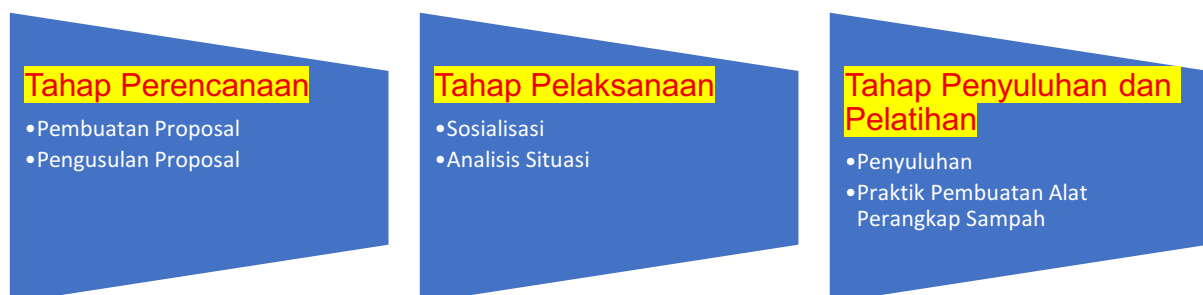 Tahap Perencanaan
•Pembuatan Proposal
•Pengusulan Proposal
Tahap Pelaksanaan
•Sosialisasi
•Analisis Situasi
Tahap Penyuluhan dan
Pelatihan
•Penyuluhan
•Praktik Pembuatan Alat
Perangkap Sampah